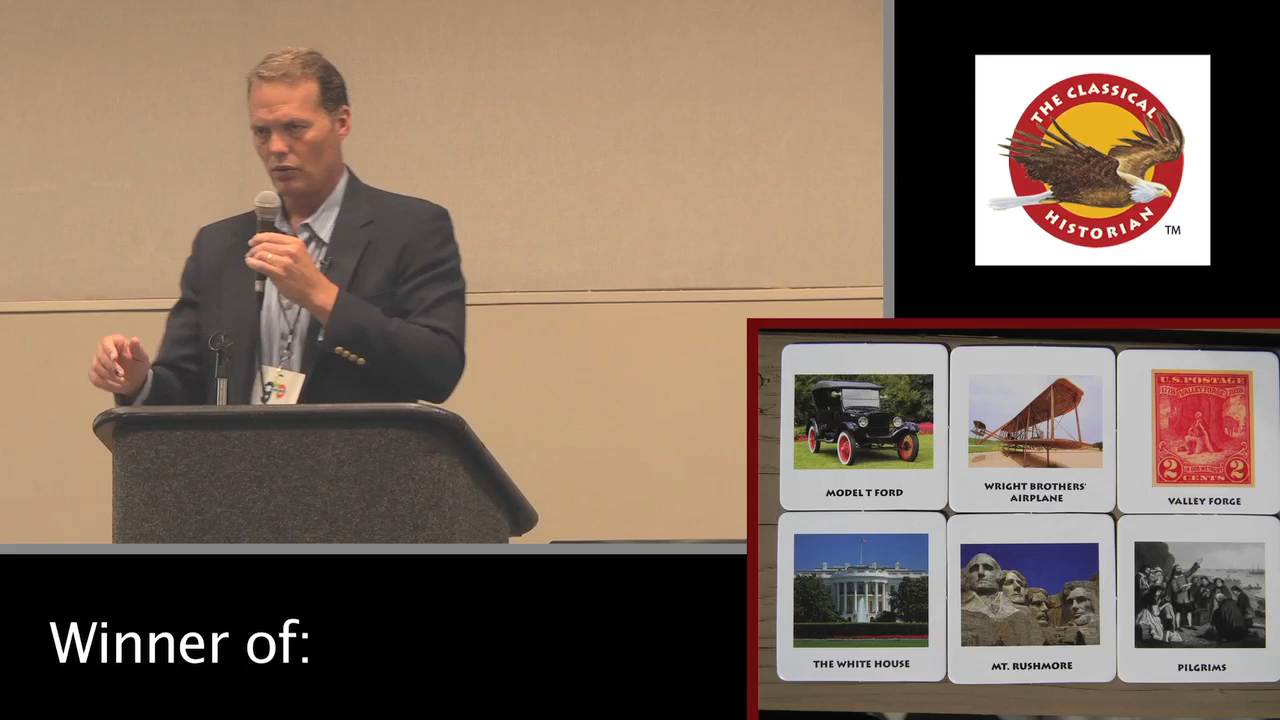 THE CLASSICAL
HISTORIAN
TM
MODEL T FORD
WRIGHT BROTHERS'
AIRPLANE
U.S. POSTAGE
VALLEY FORGE
2 CENTS 2
VALLEY FORGE
THE WHITE HOUSE
MT. RUSHMORE
PILGRIMS
Winner of: